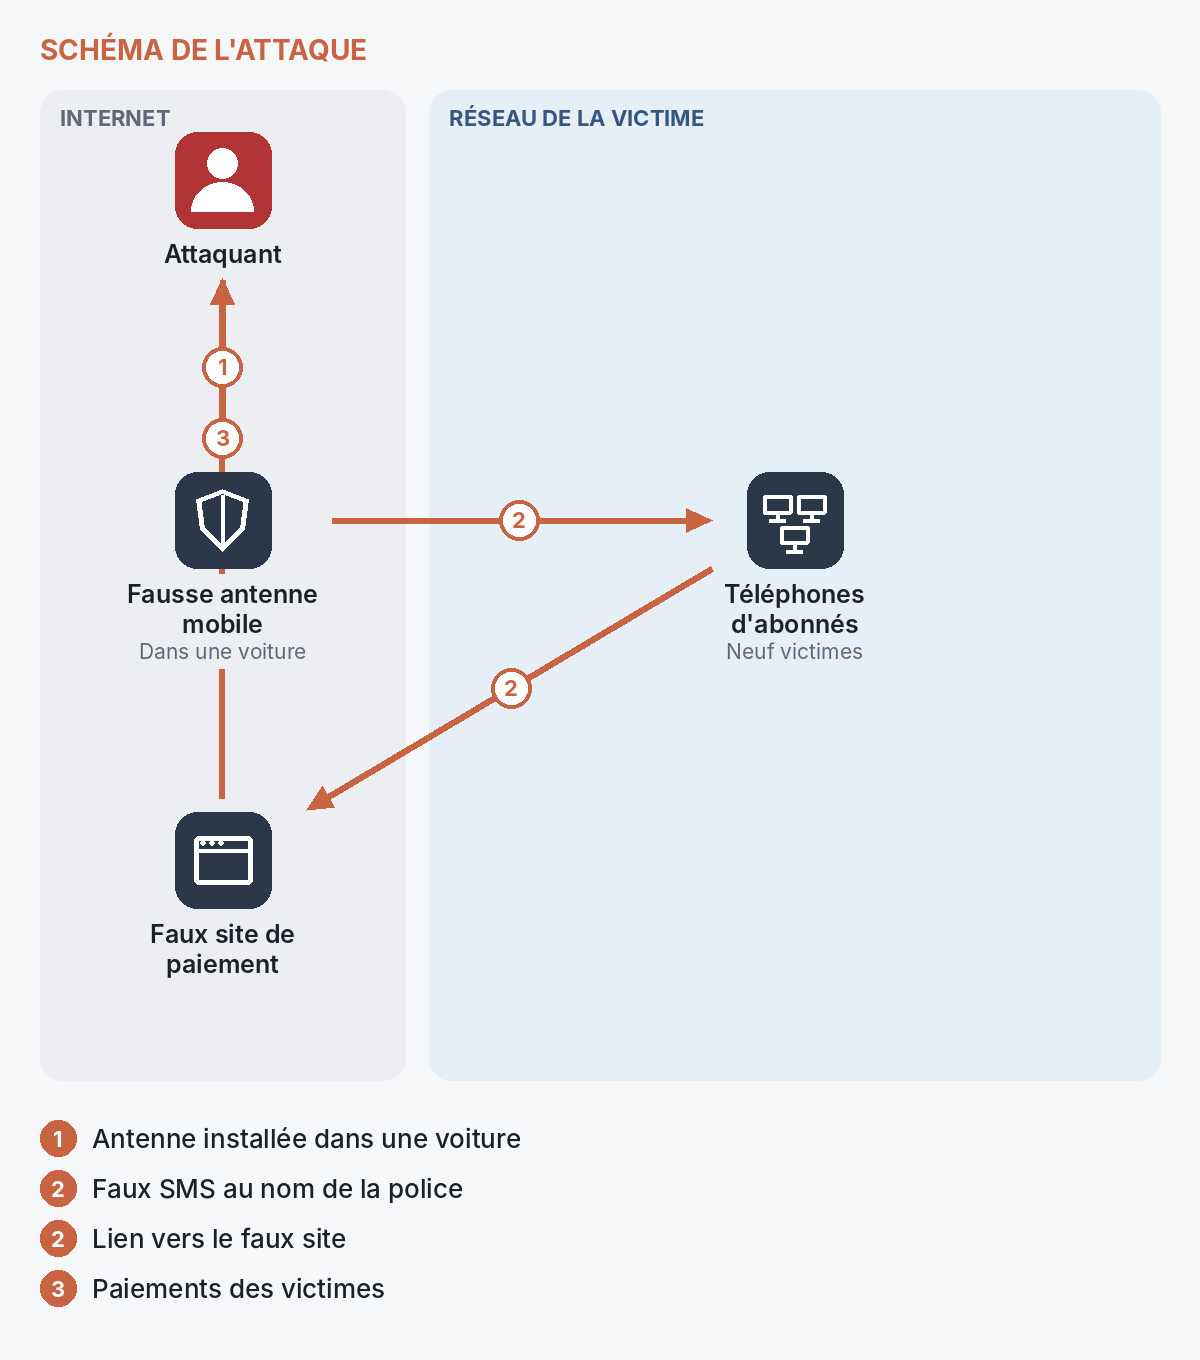 SCHÉMA DE L'ATTAQUE
INTERNET
RÉSEAU DE LA VICTIME
Attaquant
1
3
2
Fausse antenne
mobile
Dans une voiture
Téléphones
d'abonnés
Neuf victimes
2
Faux site de
paiement
1 Antenne installée dans une voiture
2 Faux SMS au nom de la police
2 Lien vers le faux site
3 Paiements des victimes